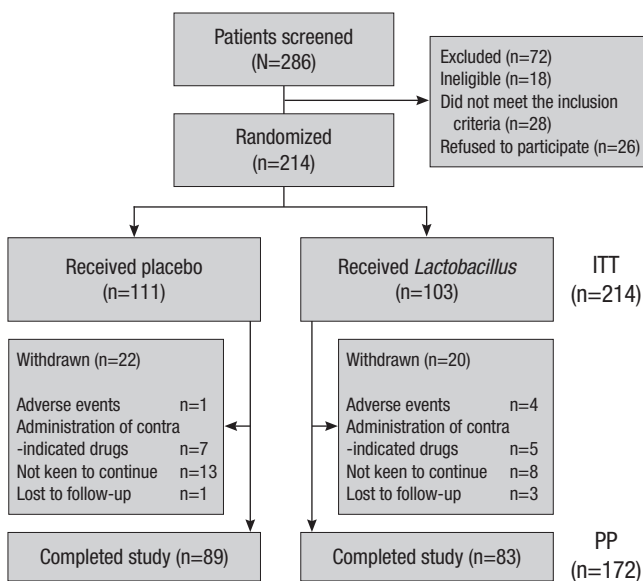 Patients screened
(N=286)
Excluded (n=72)
Ineligible (n=18)
Did not meet the inclusion
criteria (n=28)
Refused to participate (n=26)
Randomized
(n=214)
Received placebo
(n=111)
Received Lactobacillus
(n=103)
ITT
(n=214)
Withdrawn (n=22)
Adverse events n=1
Administration of contra
-indicated drugs n=7
Not keen to continue n=13
Lost to follow-up n=1
Withdrawn (n=20)
Adverse events n=4
Administration of contra
-indicated drugs n=5
Not keen to continue n=8
Lost to follow-up n=3
Completed study (n=89)
Completed study (n=83)
PP
(n=172)